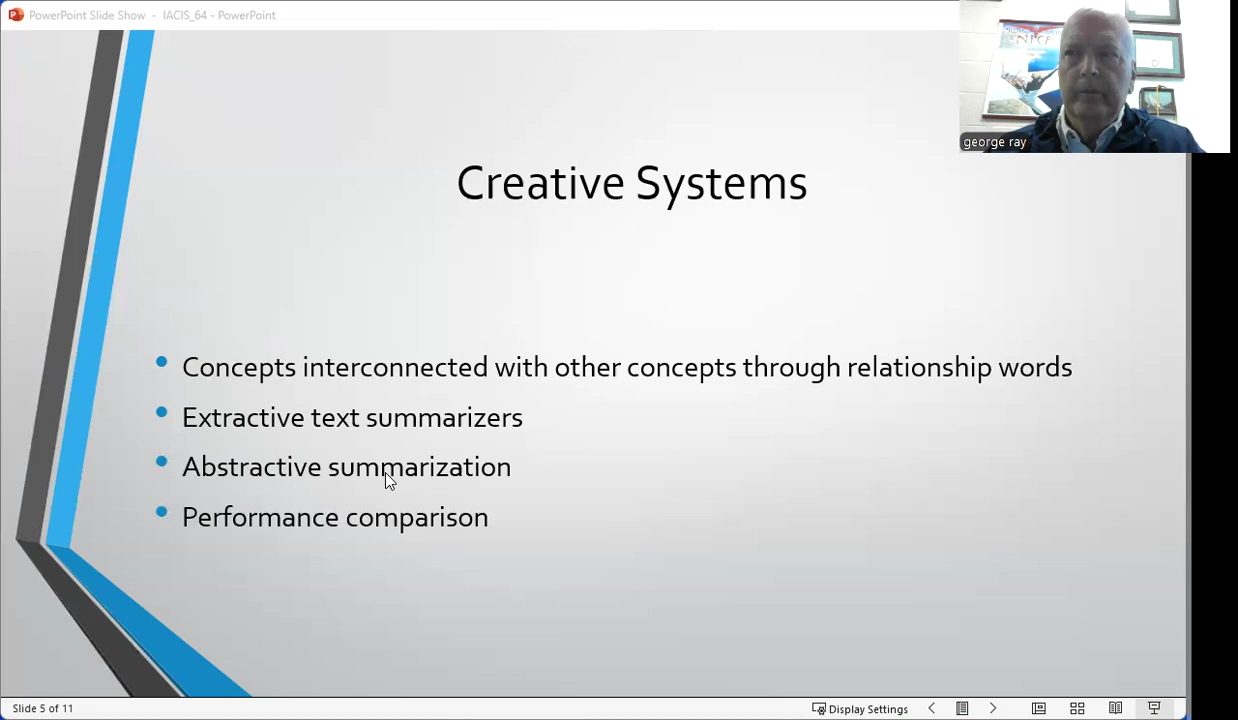 PowerPoint Slide Show - IACIS_64 - PowerPoint
george ray
Creative Systems
Concepts interconnected with other concepts through relationship words
Extractive text summarizers
Abstractive summarization
Performance comparison
Slide 5 of 11
Display Settings